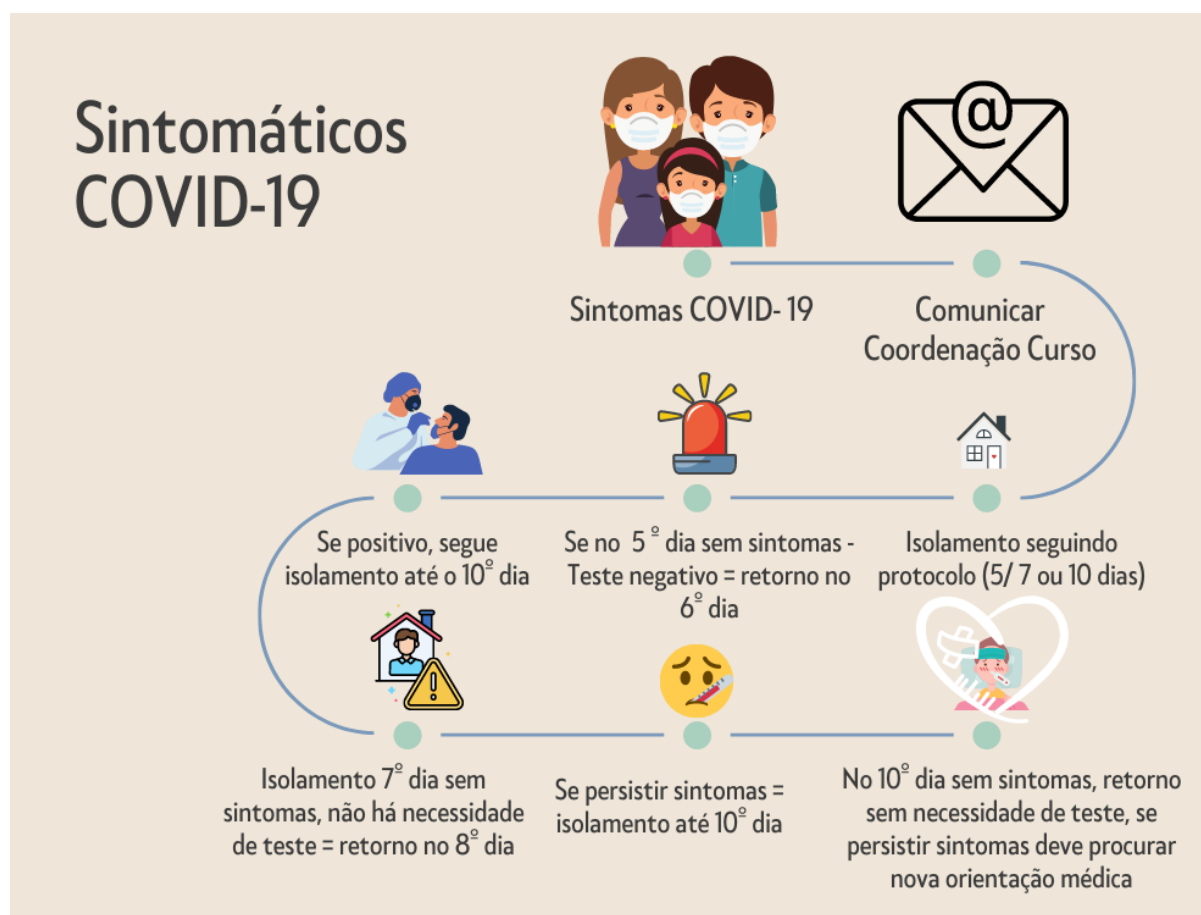 Sintomáticos
COVID-19
@
Sintomas COVID- 19
Comunicar
Coordenação Curso
Isolamento seguindo
protocolo (5/ 7 ou 10 dias)
Se no 5º dia sem sintomas -
Teste negativo = retorno no
6º dia
Se positivo, segue
isolamento até o 10º dia
Isolamento 7º dia sem
sintomas, não há necessidade
de teste = retorno no 8º dia
Se persistir sintomas =
isolamento até 10º dia
No 10º dia sem sintomas, retorno
sem necessidade de teste, se
persistir sintomas deve procurar
nova orientação médica